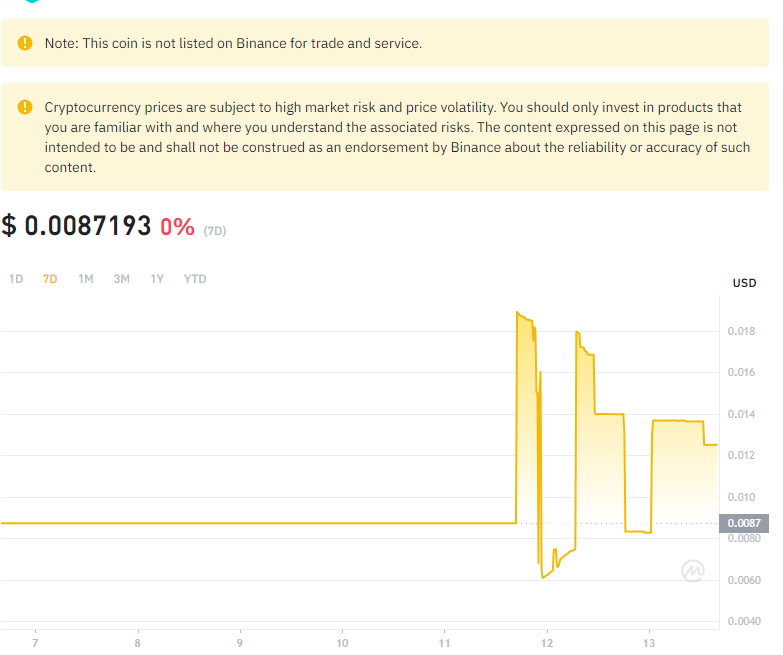 Note: This coin is not listed on Binance for trade and service.
Cryptocurrency prices are subject to high market risk and price volatility. You should only invest in products that
you are familiar with and where you understand the associated risks. The content expressed on this page is not
intended to be and shall not be construed as an endorsement by Binance about the reliability or accuracy of such
content.
$ 0.0087193 0% (7D)
1D 7D 1M 3M 1Y YTD
USD
0.018
0.016
0.014
0.012
0.010
0.0087
0.0080
0.0060
0.0040
7 8 9 10 11 12 13